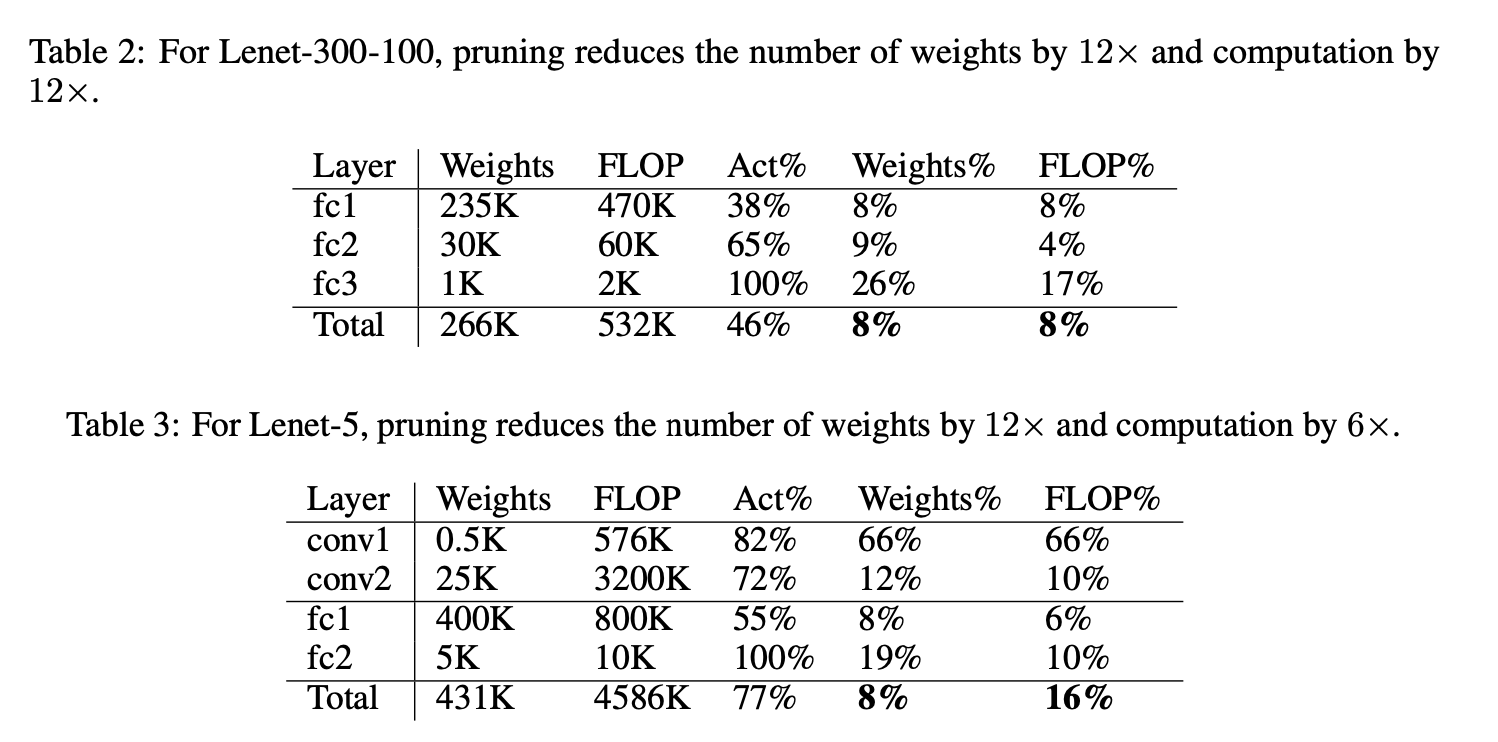 Table 2: For Lenet-300-100, pruning reduces the number of weights by 12× and computation by
12×.
Layer Weights FLOP Act% Weights% FLOP%
fc1 235K 470K 38% 8% 8%
fc2 30K 60K 65% 9% 4%
fc3 1K 2K 100% 26% 17%
Total 266K 532K 46% 8% 8%
Table 3: For Lenet-5, pruning reduces the number of weights by 12× and computation by 6×.
Layer Weights FLOP Act% Weights% FLOP%
conv1 0.5K 576K 82% 66% 66%
conv2 25K 3200K 72% 12% 10%
fc1 400K 800K 55% 8% 6%
fc2 5K 10K 100% 19% 10%
Total 431K 4586K 77% 8% 16%